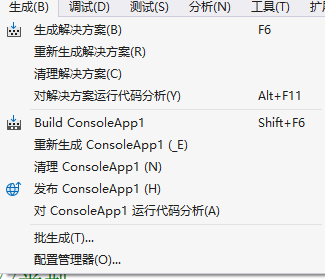 生成(B) 调试(D) 测试(S) 分析(N) 工具(T)
生成解决方案(B) F6
重新生成解决方案(R)
清理解决方案(C)
对解决方案运行代码分析(Y) Alt+F11
Build ConsoleApp1 Shift+F6
重新生成 ConsoleApp1 (_E)
清理 ConsoleApp1 (N)
发布 ConsoleApp1 (H)
对 ConsoleApp1 运行代码分析(A)
批生成(T)...
配置管理器(O)...